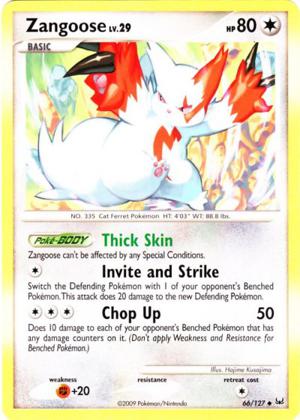 Zangoose LV.29 HP 80
BASIC
NO. 335 Cat Ferret Pokémon HT: 4'03" WT: 88.8 lbs.
Poké-BODY Thick Skin
Zangoose can't be affected by any Special Conditions.
Invite and Strike
Switch the Defending Pokémon with 1 of your opponent's Benched
Pokémon. This attack does 20 damage to the new Defending Pokémon.
Chop Up 50
Does 10 damage to each of your opponent's Benched Pokémon that
has any damage counters on it. (Don't apply Weakness and Resistance for
Benched Pokémon.)
Illus. Hajime Kusajima
weakness resistance retreat cost
+20
©2009 Pokémon/Nintendo 66/127